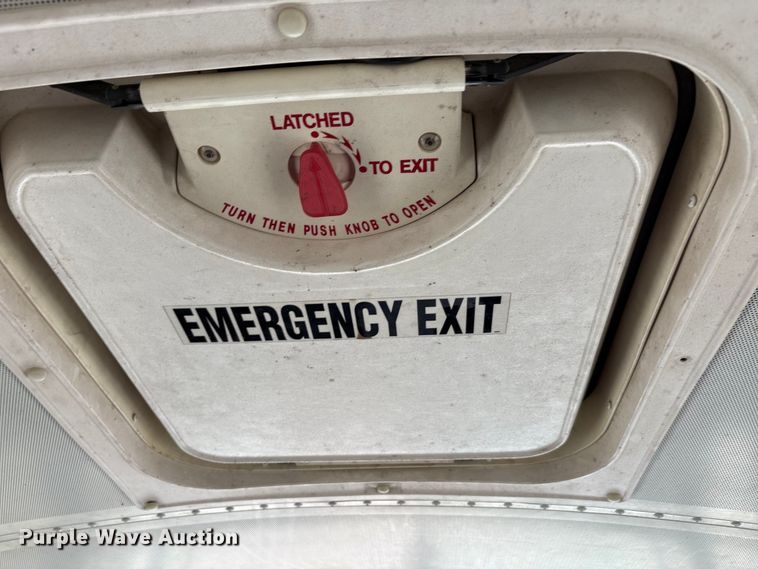 LATCHED
TO EXIT
TURN THEN PUSH KNOB TO OPEN
EMERGENCY EXIT
Purple Wave Auction